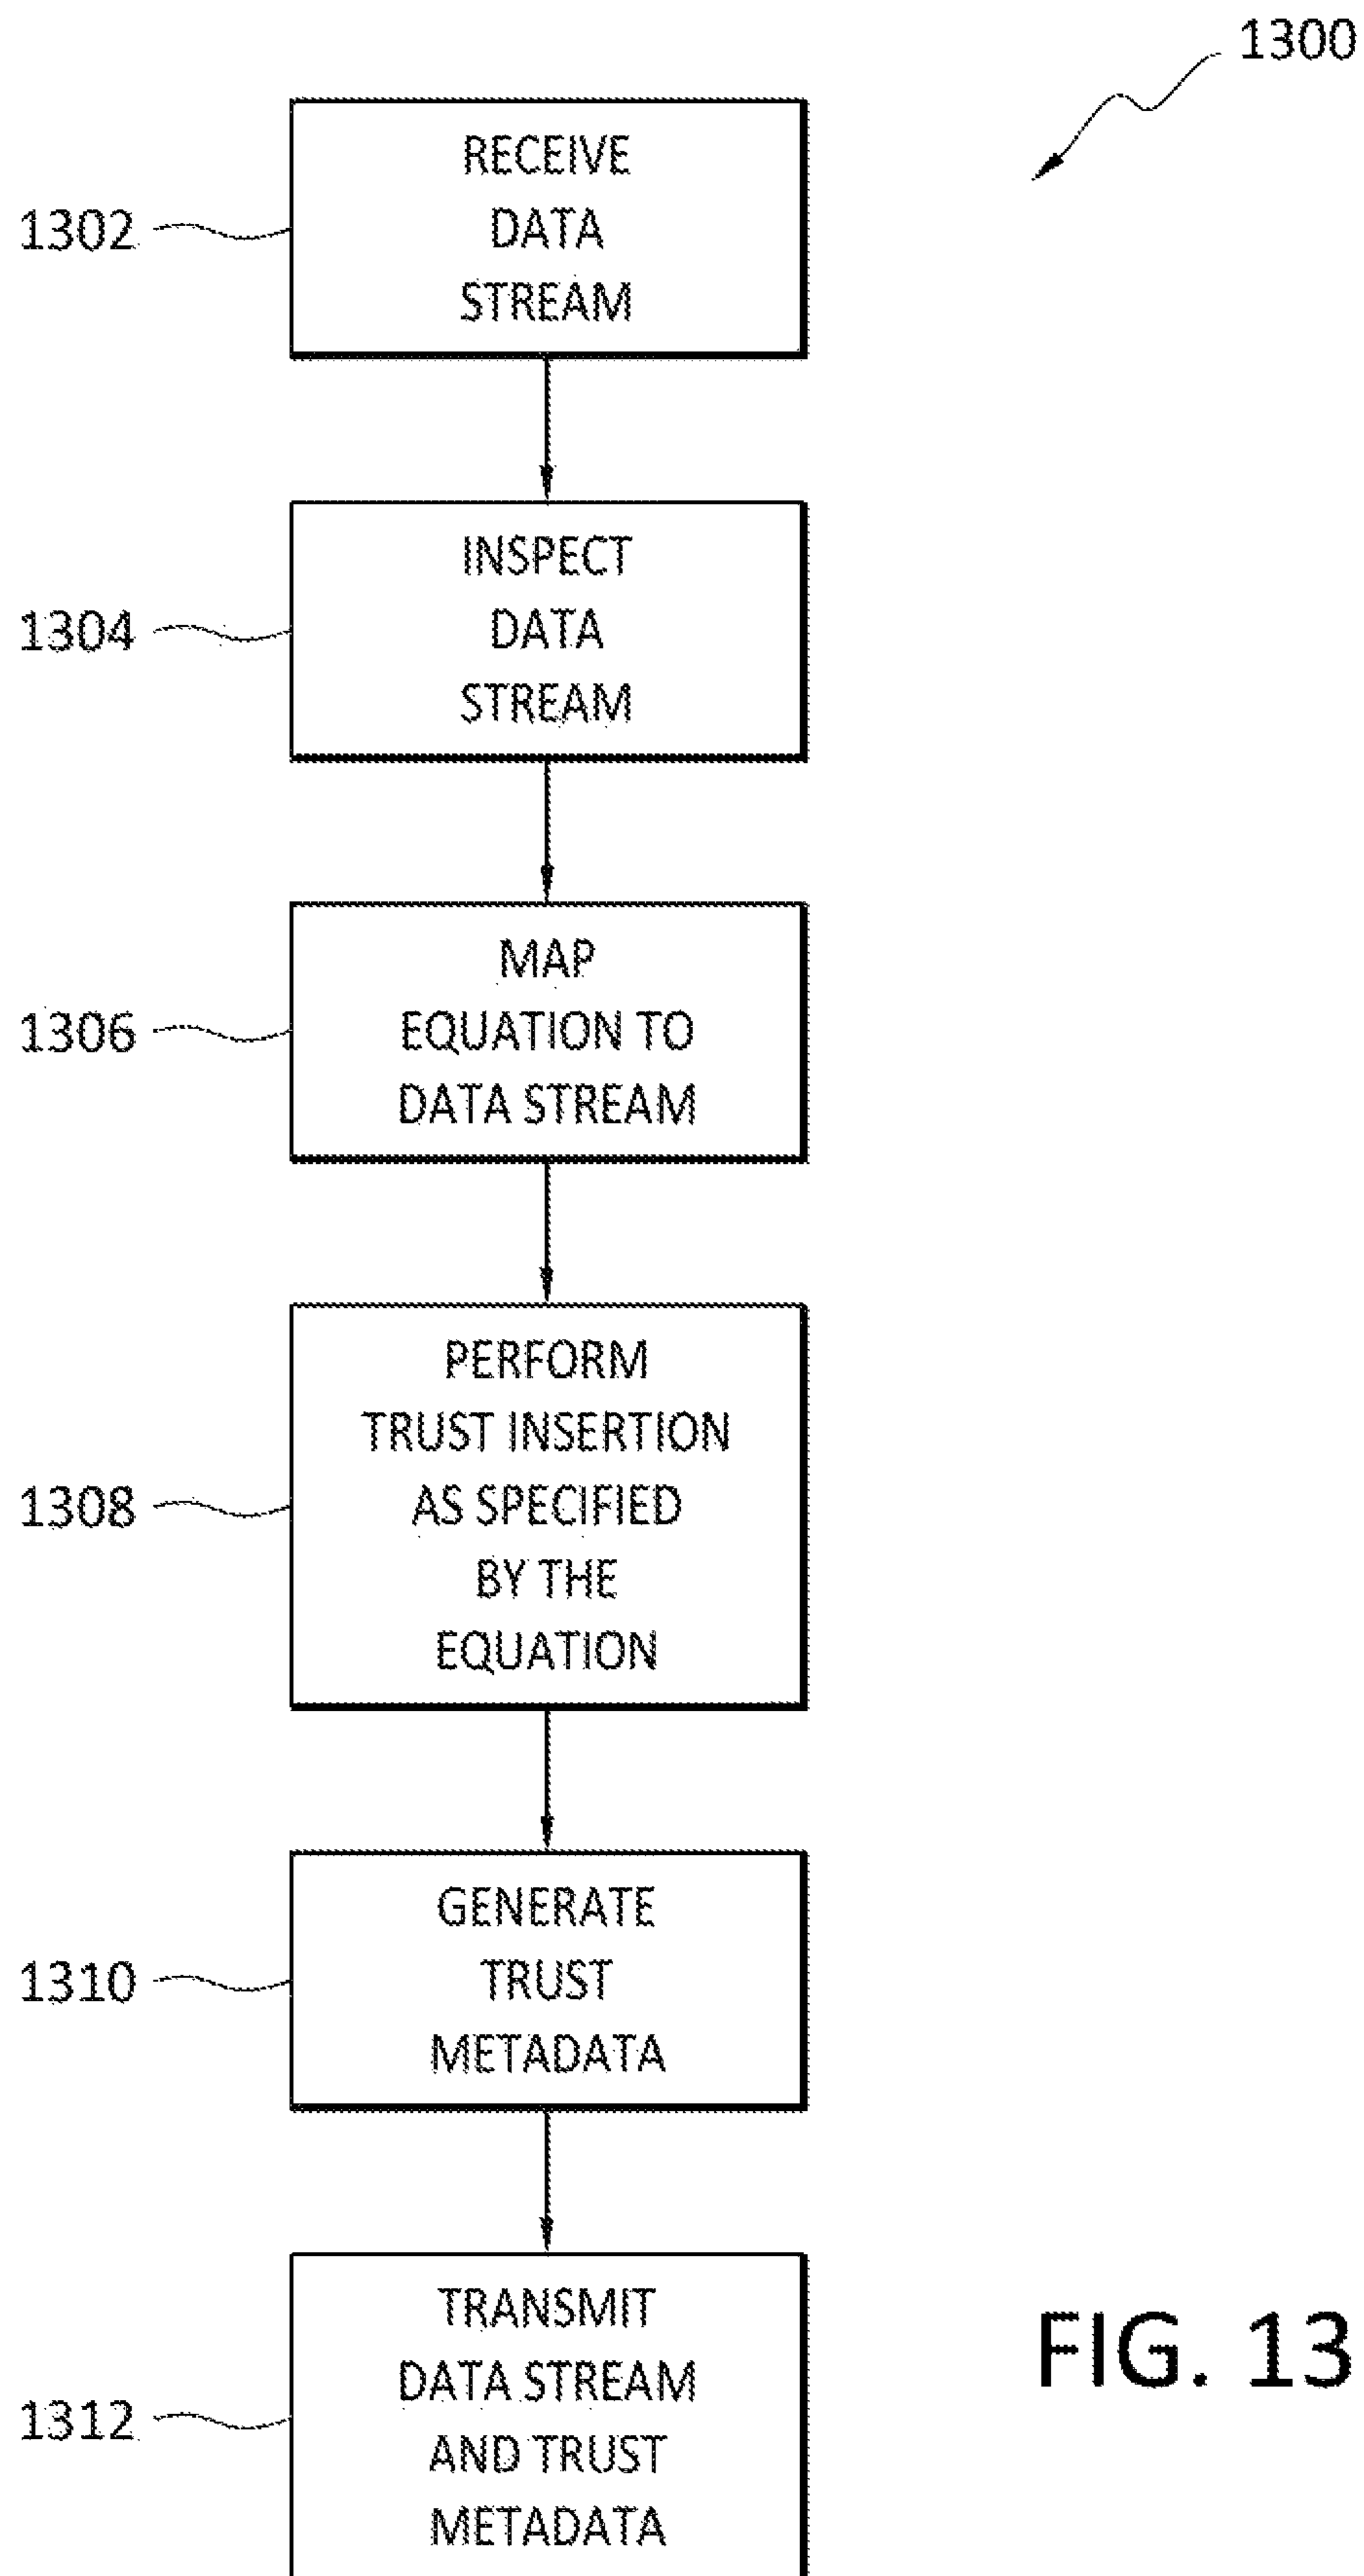 1300
RECEIVE
DATA
STREAM
1302
INSPECT
DATA
STREAM
1304
MAP
EQUATION TO
DATA STREAM
1306
PERFORM
TRUST INSERTION
AS SPECIFIED
BY THE
EQUATION
1308
GENERATE
TRUST
METADATA
1310
TRANSMIT
DATA STREAM
AND TRUST
METADATA
1312
FIG. 13